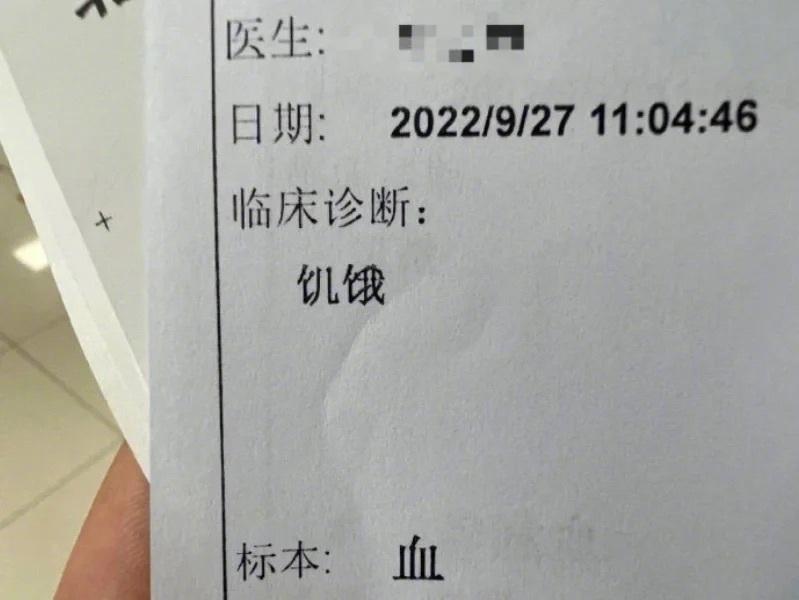 医生:
日期: 2022/9/27 11:04:46
临床诊断：
饥饿
标本: 血